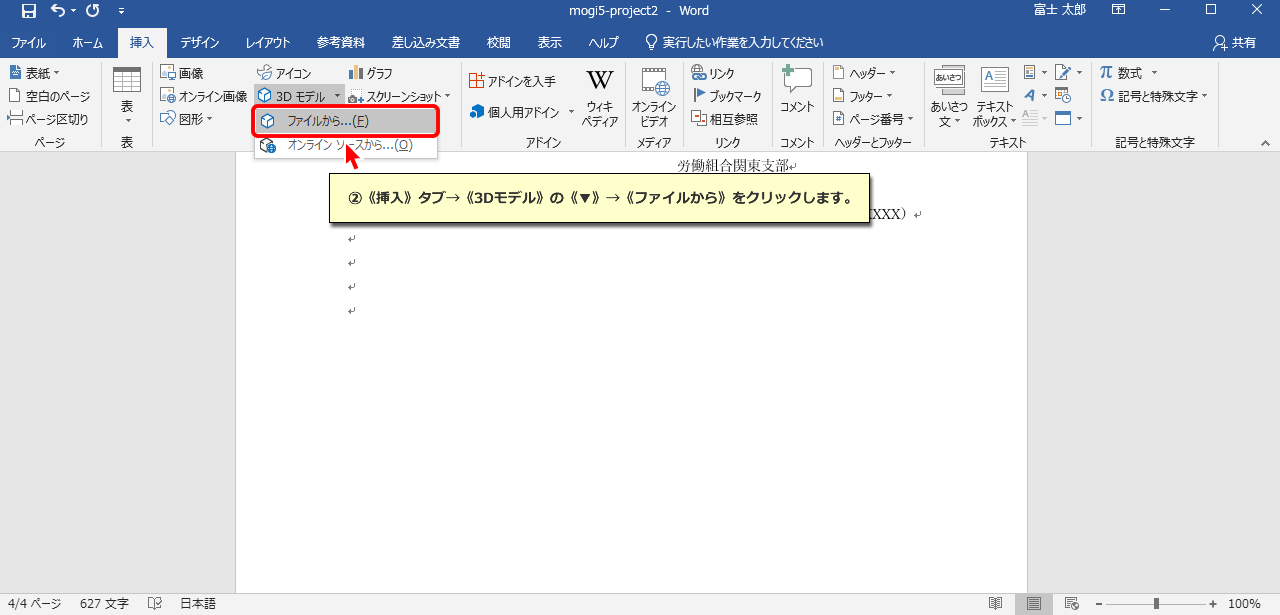 mogi5-project2 - Word
富士 太郎
ファイル ホーム 挿入 デザイン レイアウト 参考資料 差し込み文書 校閲 表示 ヘルプ 実行したい作業を入力してください 共有
表紙
空白のページ
ページ区切り
ページ
表
表
画像
オンライン画像
図形
アイコン
3D モデル
グラフ
スクリーンショット
ファイルから...(F)
オンライン ソースから...(O)
アドインを入手
個人用アドイン
アドイン
W
ウィキ
ペディア
オンライン
ビデオ
メディア
リンク
ブックマーク
相互参照
リンク
コメント
コメント
ヘッダー
フッター
ページ番号
ヘッダーとフッター
あいさつ
あいさつ
文
テキスト
ボックス
テキスト
π 数式
Ω 記号と特殊文字
記号と特殊文字
労働組合関東支部
②《挿入》タブ→《3Dモデル》の《▼》→《ファイルから》をクリックします。
XXX）
4/4 ページ 627 文字 日本語
100%